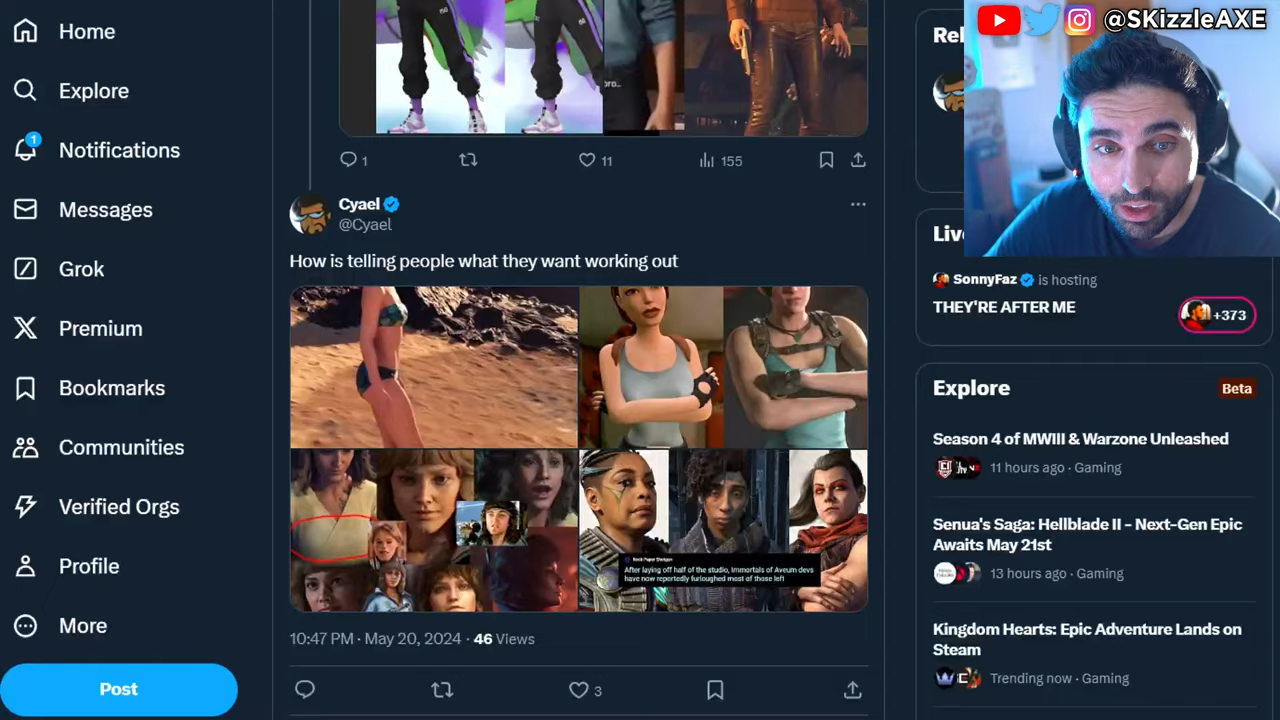 @SKizzleAXE
Home
Explore
1
Notifications
Messages
Grok
Premium
Bookmarks
Communities
Verified Orgs
Profile
More
Post
pro...
1
11
155
Cyael
@Cyael
How is telling people what they want working out
Rock Paper Shotgun
After laying off half of the studio, Immortals of Aveum devs
have now reportedly furloughed most of those left
10:47 PM · May 20, 2024 · 46 Views
3
Rel
Liv
SonnyFaz is hosting
THEY'RE AFTER ME
+373
Explore
Beta
Season 4 of MWIII & Warzone Unleashed
11 hours ago · Gaming
Senua's Saga: Hellblade II – Next-Gen Epic
Awaits May 21st
13 hours ago · Gaming
Kingdom Hearts: Epic Adventure Lands on
Steam
Trending now · Gaming